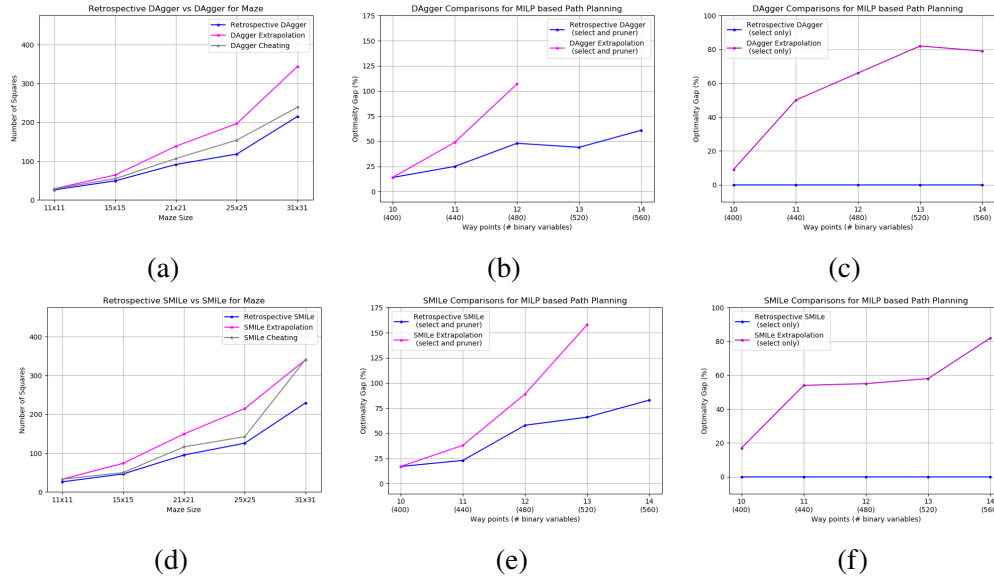 Retrospective DAgger vs DAgger for Maze
Retrospective DAgger
DAgger Extrapolation
DAgger Cheating
Number of Squares
400
300
200
100
0
11x11 15x15 21x21 25x25 31x31
Maze Size
(a)
DAgger Comparisons for MILP based Path Planning
Retrospective DAgger
(select and pruner)
DAgger Extrapolation
(select and pruner)
Optimality Gap (%)
175
150
125
100
75
50
25
0
10 11 12 13 14
(400) (440) (480) (520) (560)
Way points (# binary variables)
(b)
DAgger Comparisons for MILP based Path Planning
Retrospective DAgger
(select only)
DAgger Extrapolation
(select only)
Optimality Gap (%)
100
80
60
40
20
0
10 11 12 13 14
(400) (440) (480) (520) (560)
Way points (# binary variables)
(c)
Retrospective SMILe vs SMILe for Maze
Retrospective SMILe
SMILe Extrapolation
SMILe Cheating
Number of Squares
400
300
200
100
0
11x11 15x15 21x21 25x25 31x31
Maze Size
(d)
SMILe Comparisons for MILP based Path Planning
Retrospective SMILe
(select and pruner)
SMILe Extrapolation
(select and pruner)
Optimality Gap (%)
175
150
125
100
75
50
25
0
10 11 12 13 14
(400) (440) (480) (520) (560)
Way points (# binary variables)
(e)
SMILe Comparisons for MILP based Path Planning
Retrospective SMILe
(select only)
SMILe Extrapolation
(select only)
Optimality Gap (%)
100
80
60
40
20
0
10 11 12 13 14
(400) (440) (480) (520) (560)
Way points (# binary variables)
(f)